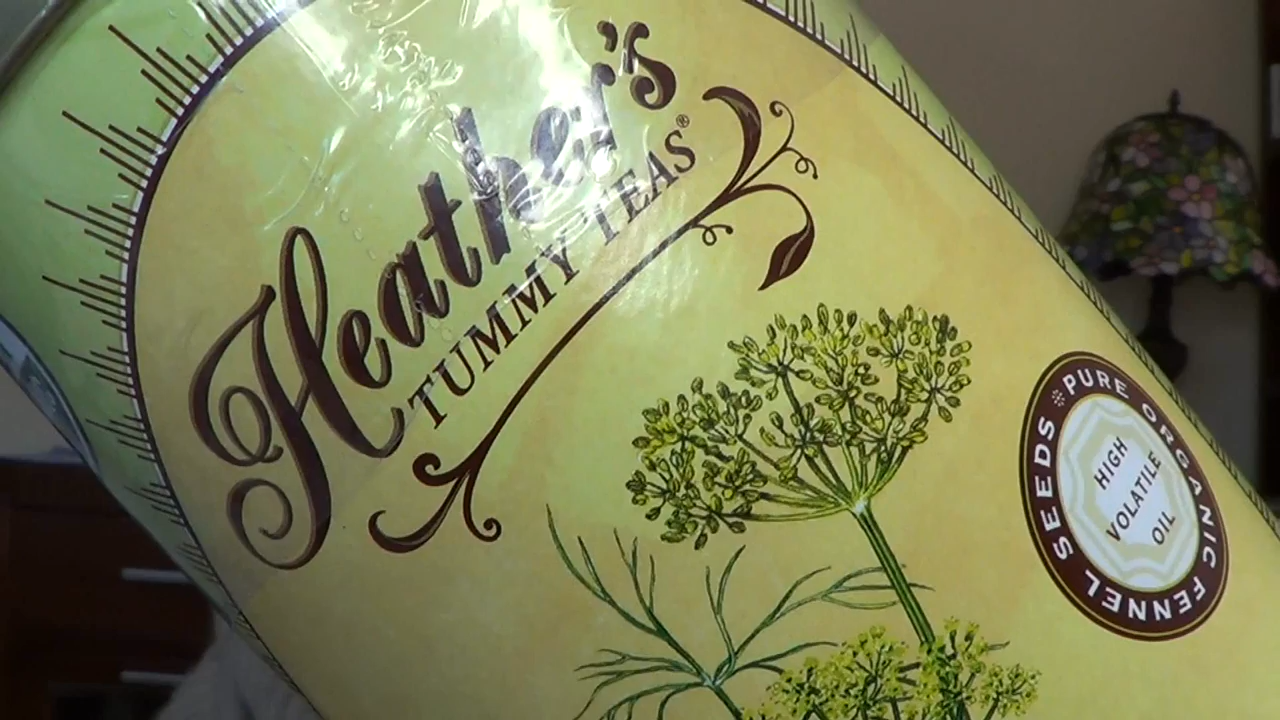 Heather's
TUMMY TEAS®
PURE ORGANIC FENNEL SEEDS
HIGH
VOLATILE
OIL